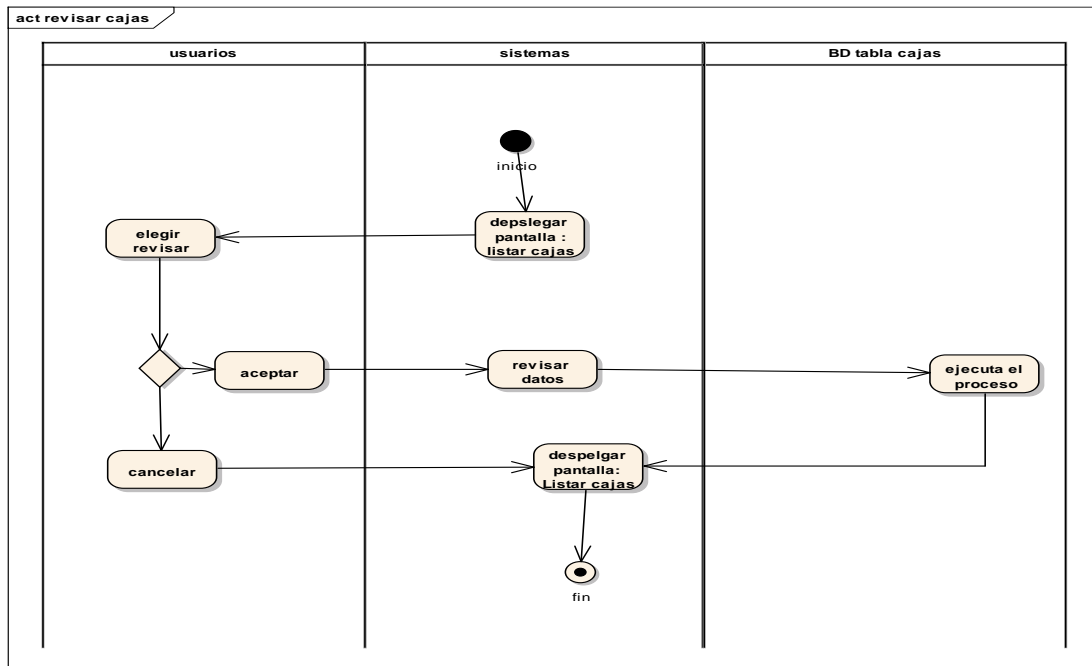 act revisar cajas
usuarios
sistemas
BD tabla cajas
inicio
depslegar
pantalla :
listar cajas
elegir
revisar
aceptar
revisar
datos
ejecuta el
proceso
cancelar
despelgar
pantalla:
Listar cajas
fin